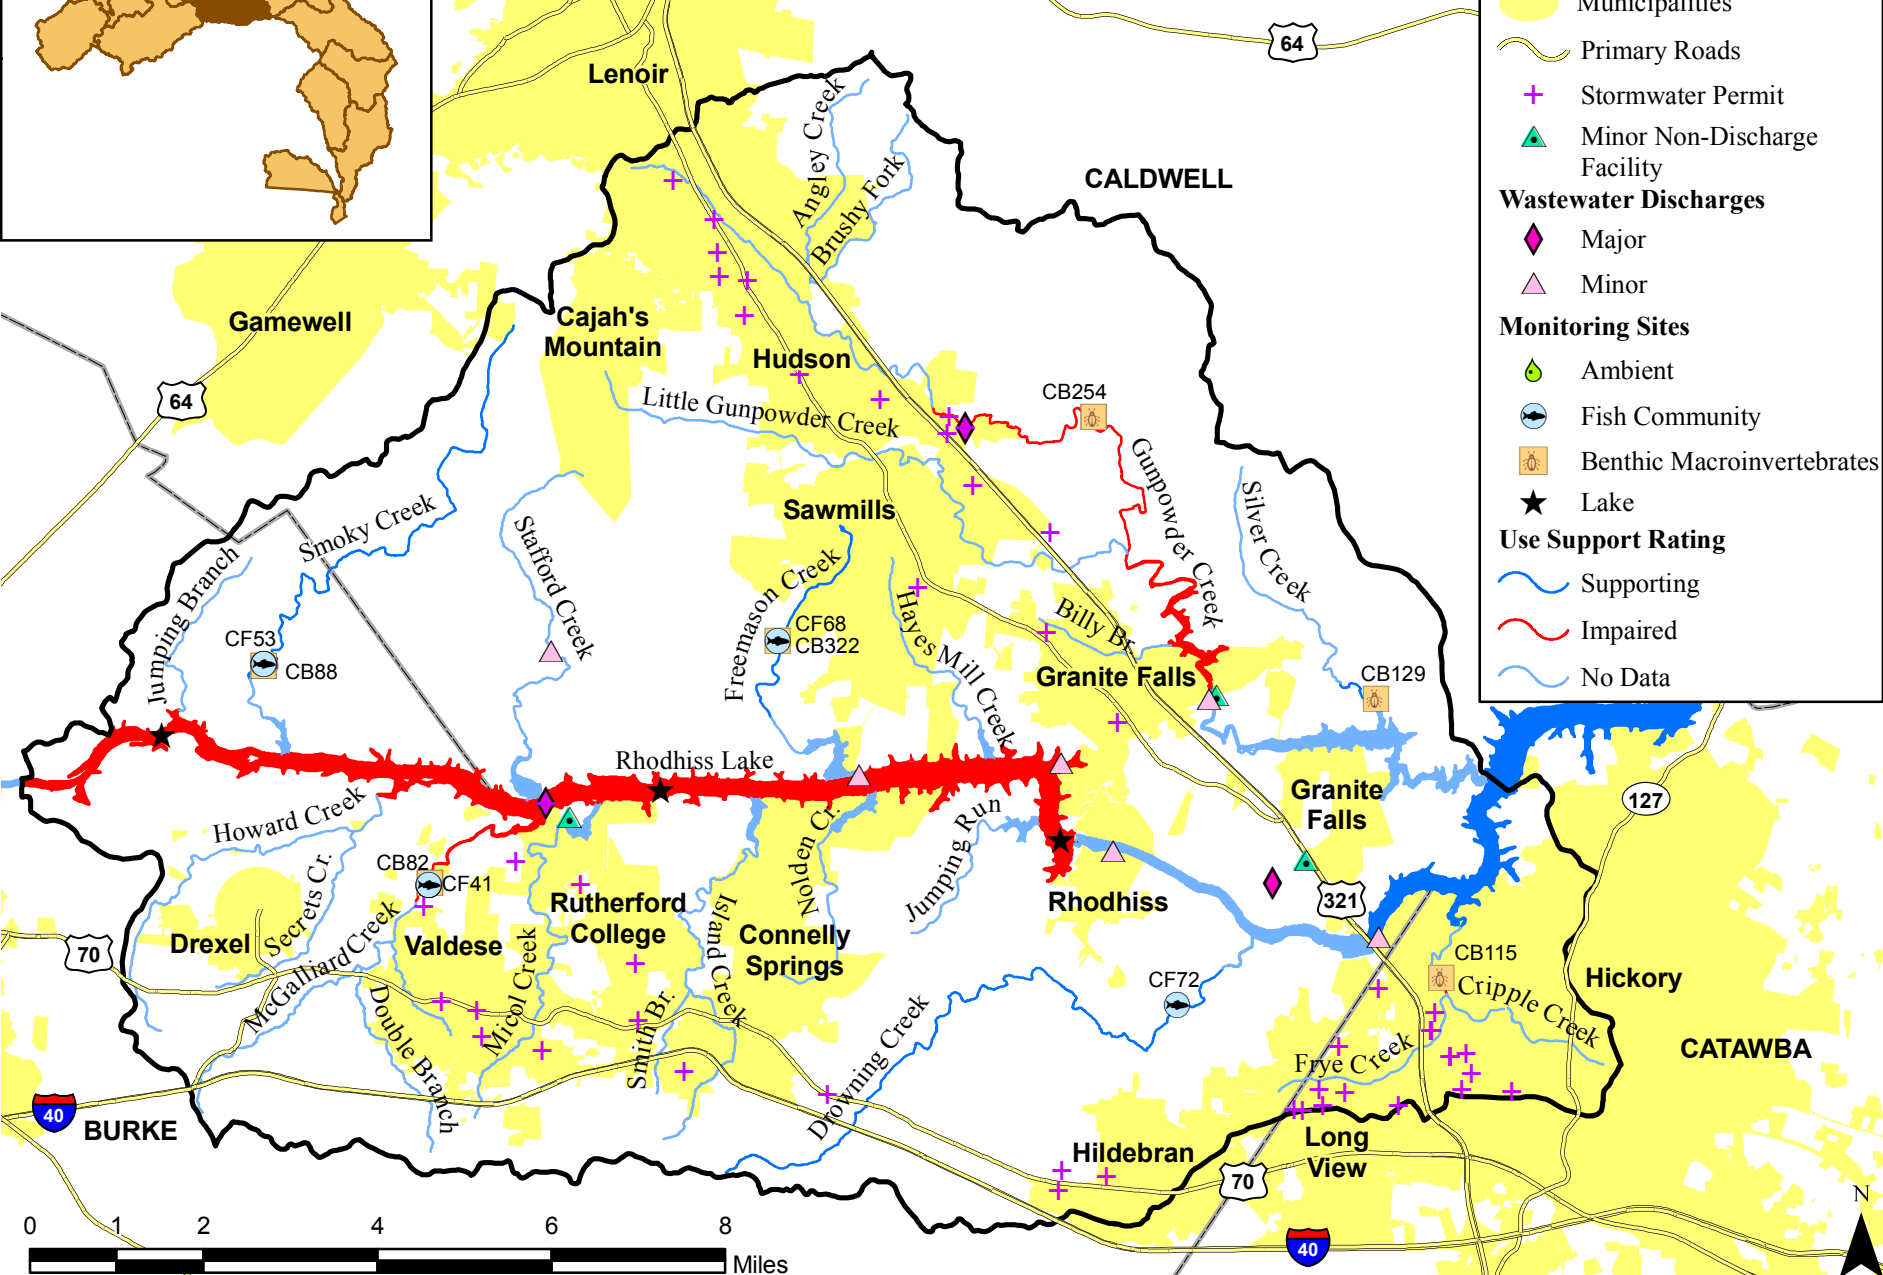 Municipalities
Primary Roads
Stormwater Permit
Minor Non-Discharge
Facility
Wastewater Discharges
Major
Minor
Monitoring Sites
Ambient
Fish Community
Benthic Macroinvertebrates
Lake
Use Support Rating
Supporting
Impaired
No Data
64
Lenoir
CALDWELL
Angley Creek
Brushy Fork
Gamewell
Cajah's
Mountain
Hudson
64
Little Gunpowder Creek
CB254
Gunpowder Creek
Silver Creek
Sawmills
Smoky Creek
Stafford Creek
Jumping Branch
Freemason Creek
Hayes Mill Creek
Billy Br.
CF53
CB88
CF68
CB322
Granite Falls
CB129
Rhodhiss Lake
Granite
Falls
127
Howard Creek
Secrets Cr.
CB82
CF41
Nolden Cr.
Jumping Run
Rhodhiss
321
Rutherford
College
Island Creek
Connelly
Springs
Drexel
70
McGalliard Creek
Valdese
Micol Creek
Double Branch
Smith Br.
Drowning Creek
CF72
CB115
Cripple Creek
Hickory
Frye Creek
CATAWBA
40
BURKE
Hildebran
Long
View
70
40
N
0 1 2 4 6 8
Miles